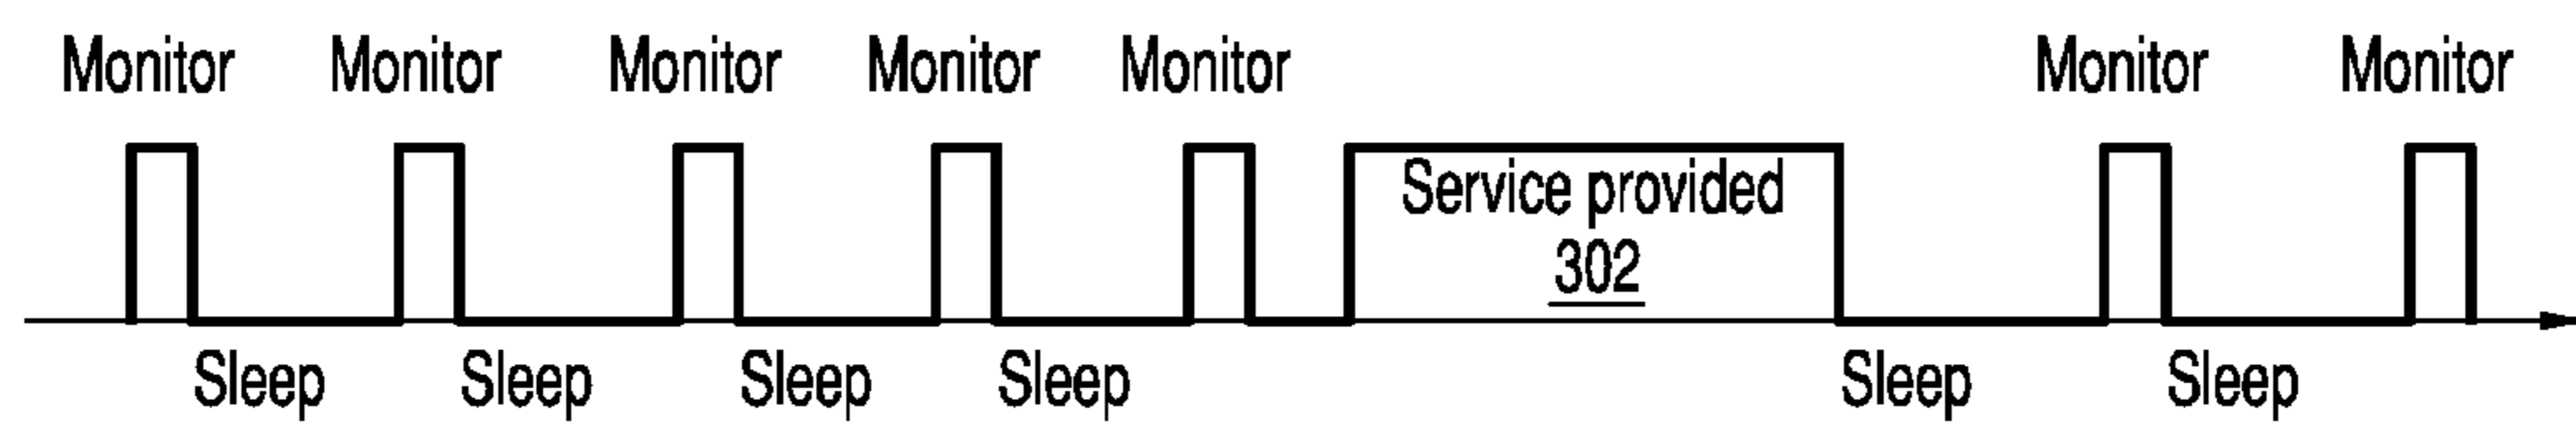 Monitor Monitor Monitor Monitor Monitor Monitor Monitor
Service provided
302
Sleep Sleep Sleep Sleep Sleep Sleep